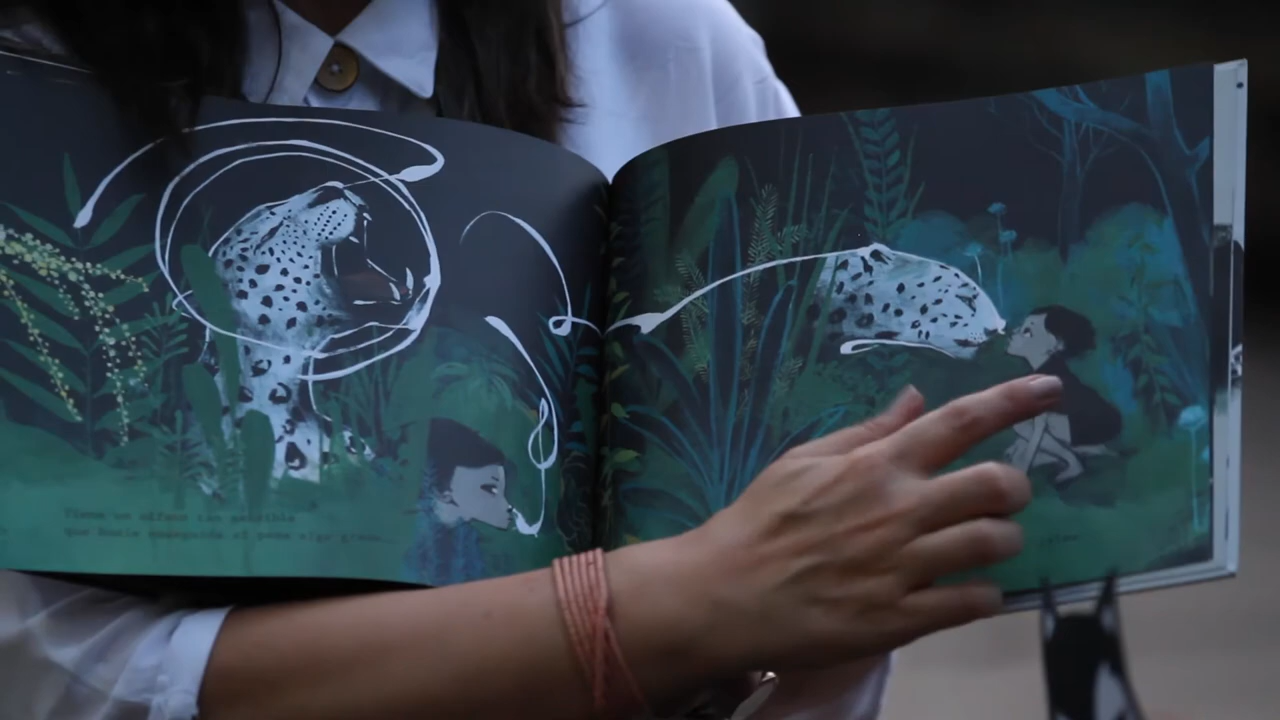 Tiene un olfato tan sensible
que huele enseguida si pasa algo grave...